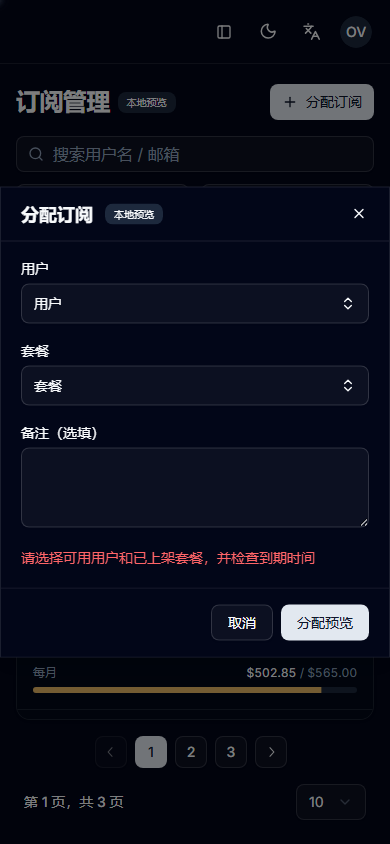 OV
订阅管理 本地预览
分配订阅
搜索用户名 / 邮箱
分配订阅 本地预览
用户
用户
套餐
套餐
备注（选填）
请选择可用用户和已上架套餐，并检查到期时间
取消 分配预览
每月 $502.85 / $565.00
1 2 3
第 1 页，共 3 页 10